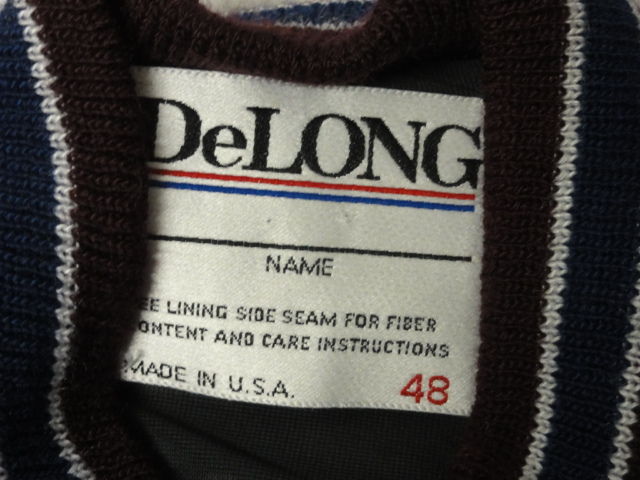 DeLONG
NAME
EE LINING SIDE SEAM FOR FIBER
ONTENT AND CARE INSTRUCTIONS
MADE IN U.S.A.
48